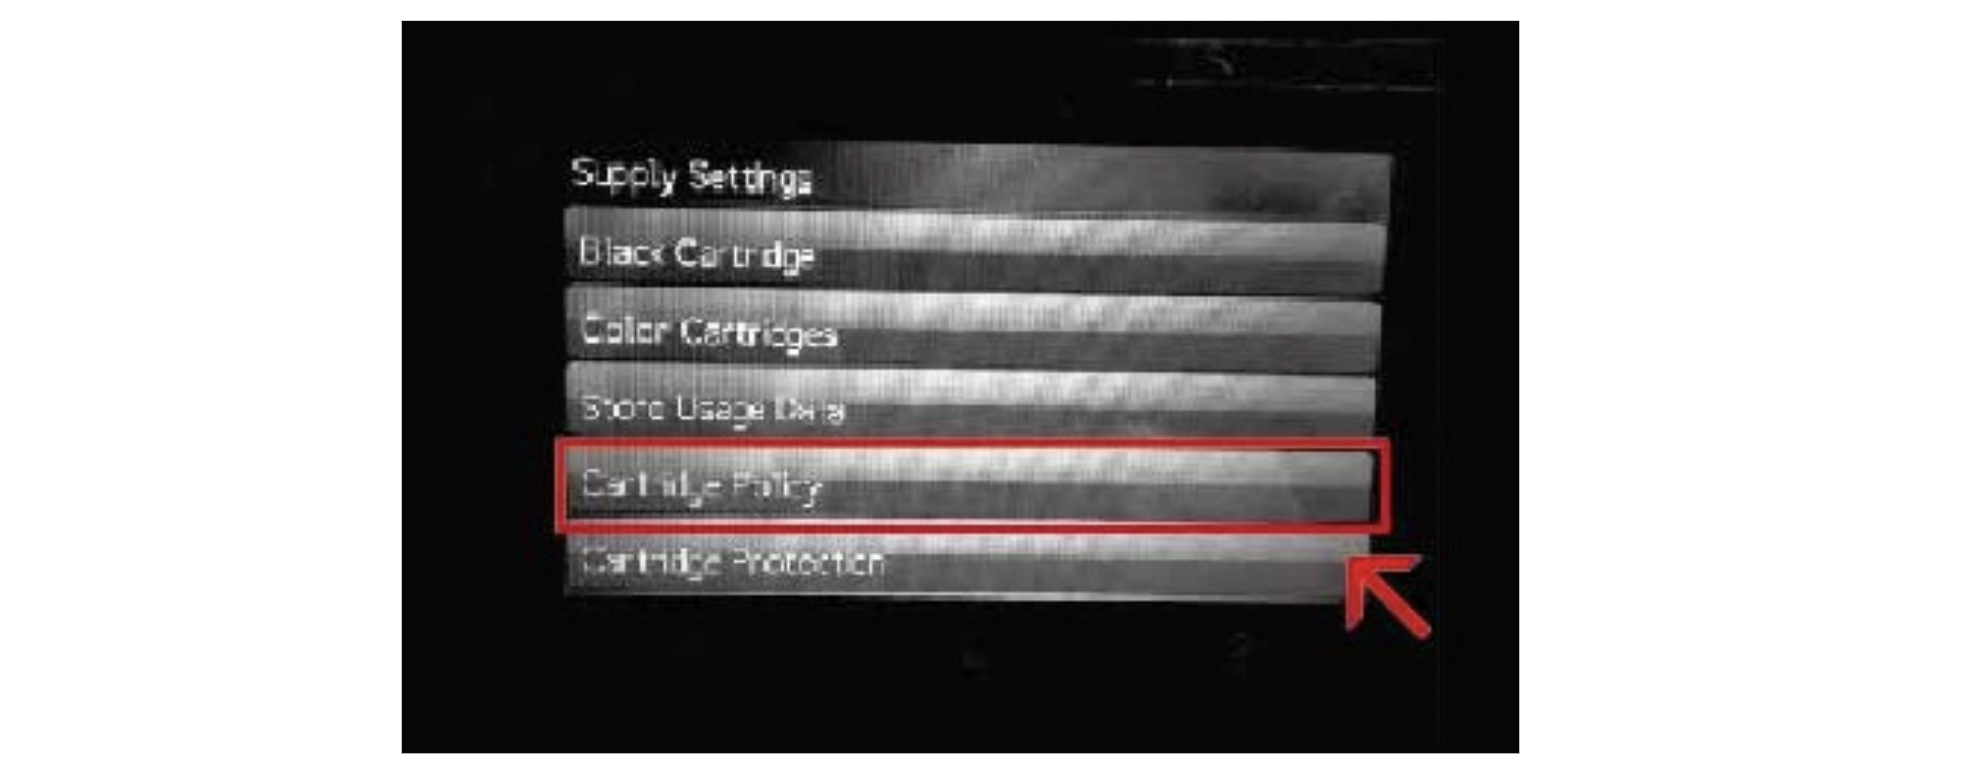 Supply Settings
Black Cartridge
Color Cartridges
Store Usage Data
Cartridge Policy
Cartridge Protection